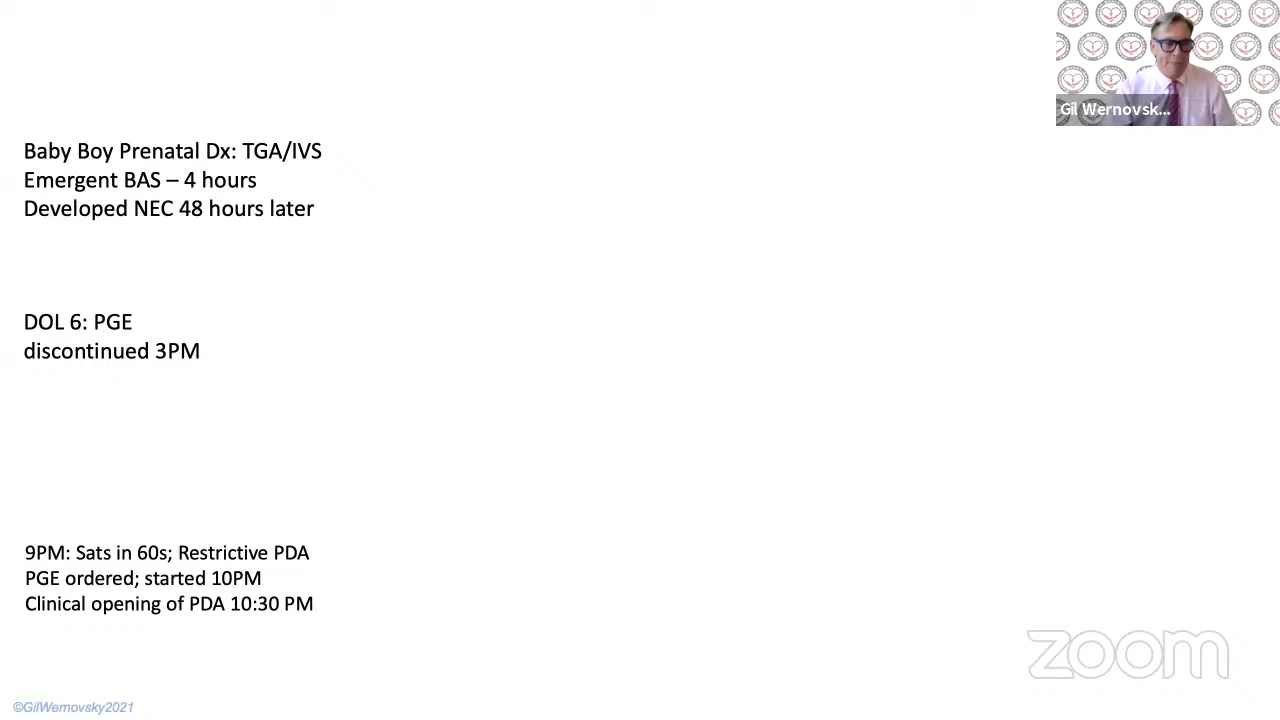 Baby Boy Prenatal Dx: TGA/IVS
Emergent BAS – 4 hours
Developed NEC 48 hours later
DOL 6: PGE
discontinued 3PM
9PM: Sats in 60s; Restrictive PDA
PGE ordered; started 10PM
Clinical opening of PDA 10:30 PM
Gil Wernovsk...
zoom
©GilWernovsky2021